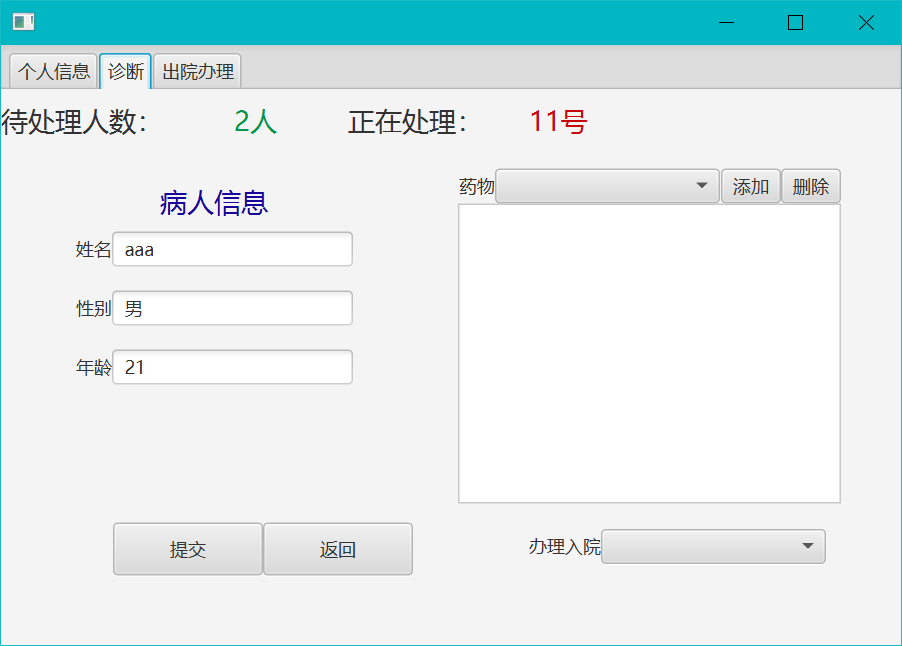 个人信息 诊断 出院办理
待处理人数: 2人 正在处理: 11号
病人信息
姓名 aaa
性别 男
年龄 21
药物 添加 删除
提交 返回
办理入院